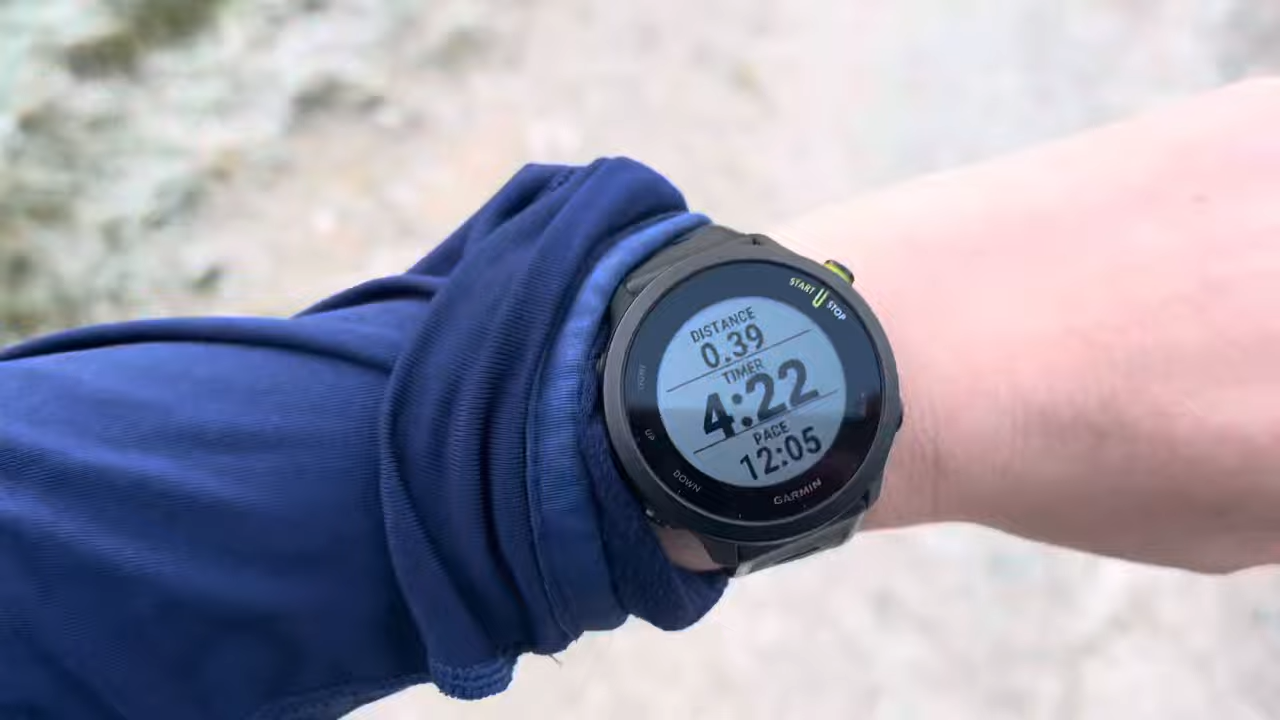 START STOP
DISTANCE
0.39
TIMER
4:22
PACE
12:05
UP
DOWN
GARMIN